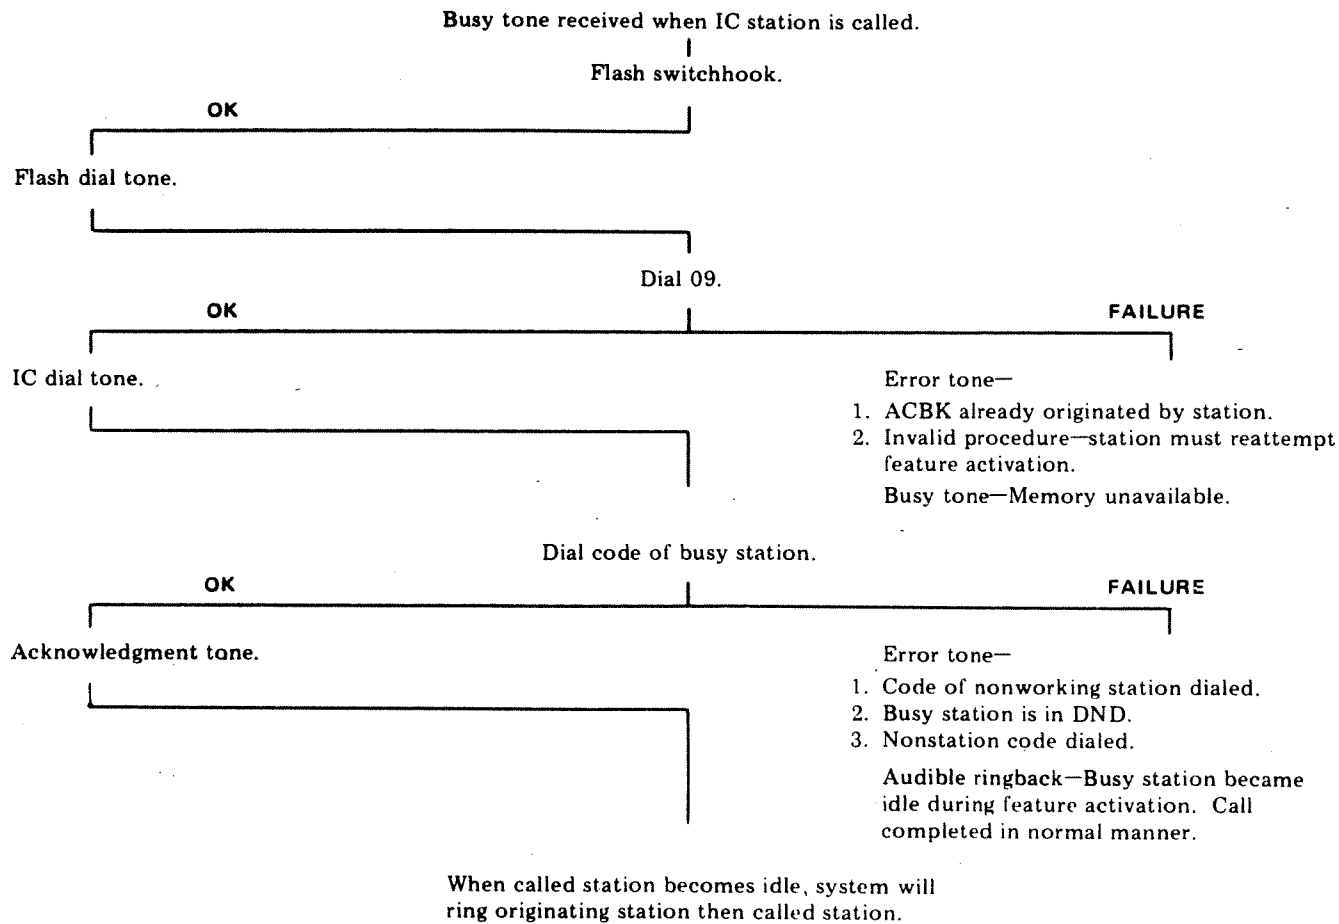 Busy tone received when IC station is called.
Flash switchhook.
OK
Flash dial tone.
Dial 09.
OK
FAILURE
IC dial tone.
Error tone—
1. ACBK already originated by station.
2. Invalid procedure—station must reattempt
feature activation.
Busy tone—Memory unavailable.
Dial code of busy station.
OK
FAILURE
Acknowledgment tone.
Error tone—
1. Code of nonworking station dialed.
2. Busy station is in DND.
3. Nonstation code dialed.
Audible ringback—Busy station became
idle during feature activation. Call
completed in normal manner.
When called station becomes idle, system will
ring originating station then called station.